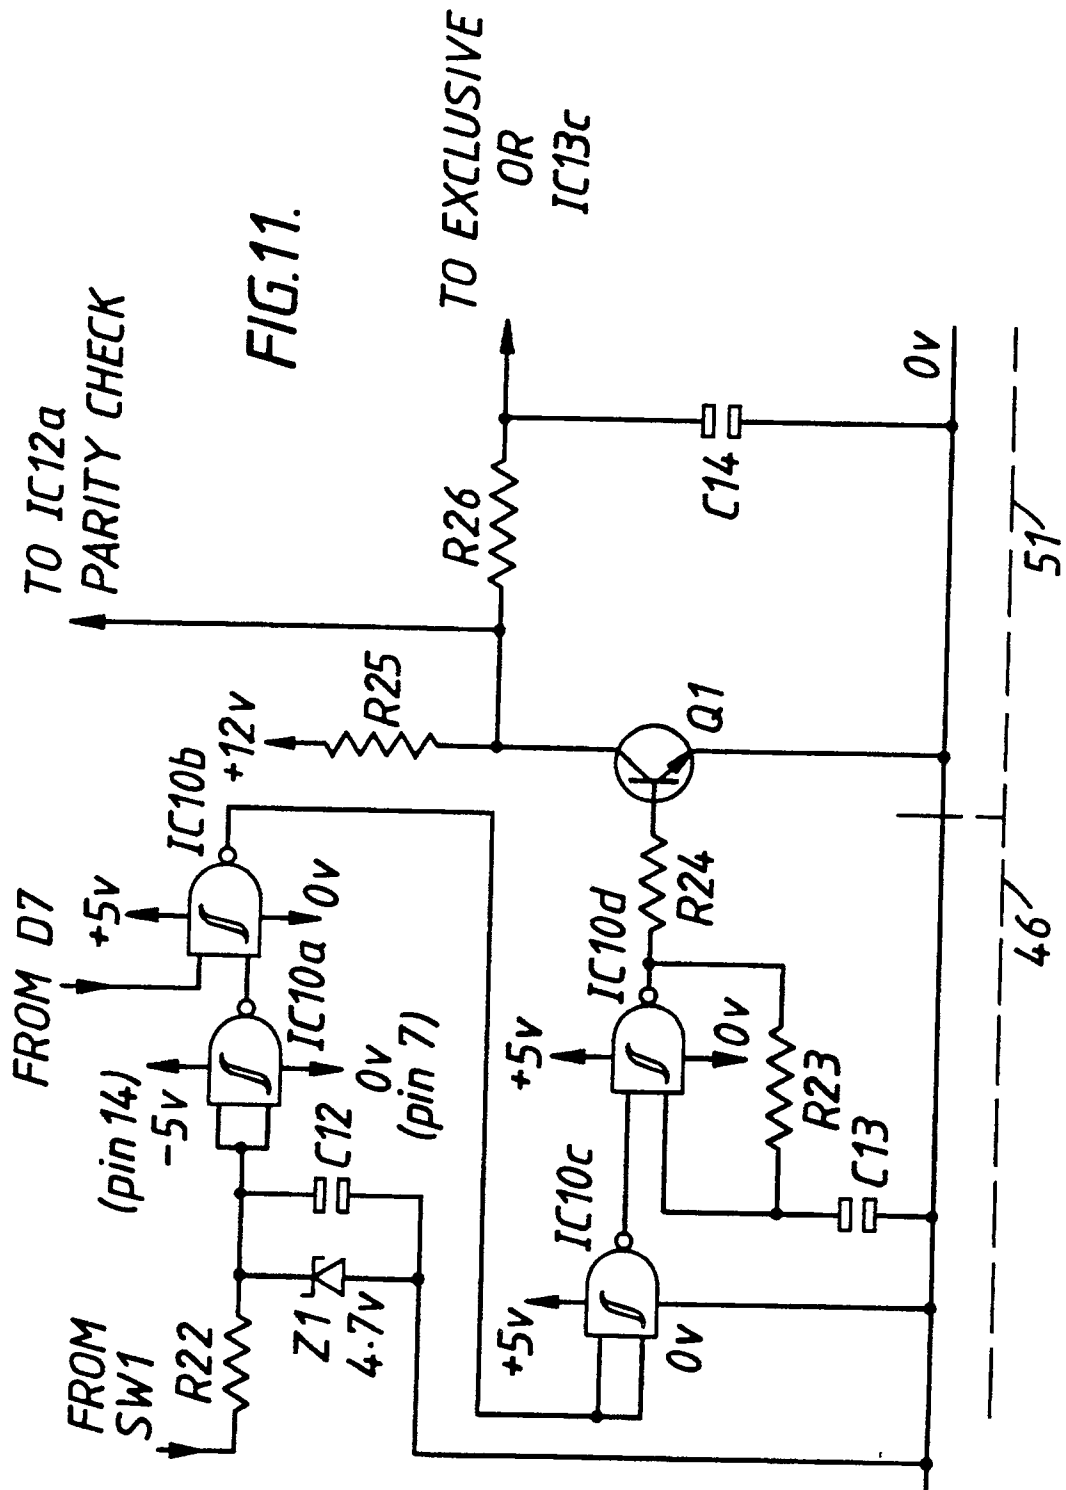 FIG.11.
TO IC12a
PARITY CHECK
TO EXCLUSIVE
OR
IC13c
FROM D7
FROM
SW1
R22
Z1
4·7v
C12
(pin 14)
-5v
IC10a
0v
(pin 7)
+5v
IC10b
0v
+12v
R25
R26
C14
0v
+5v
IC10c
0v
+5v
IC10d
0v
R23
C13
R24
Q1
46
51